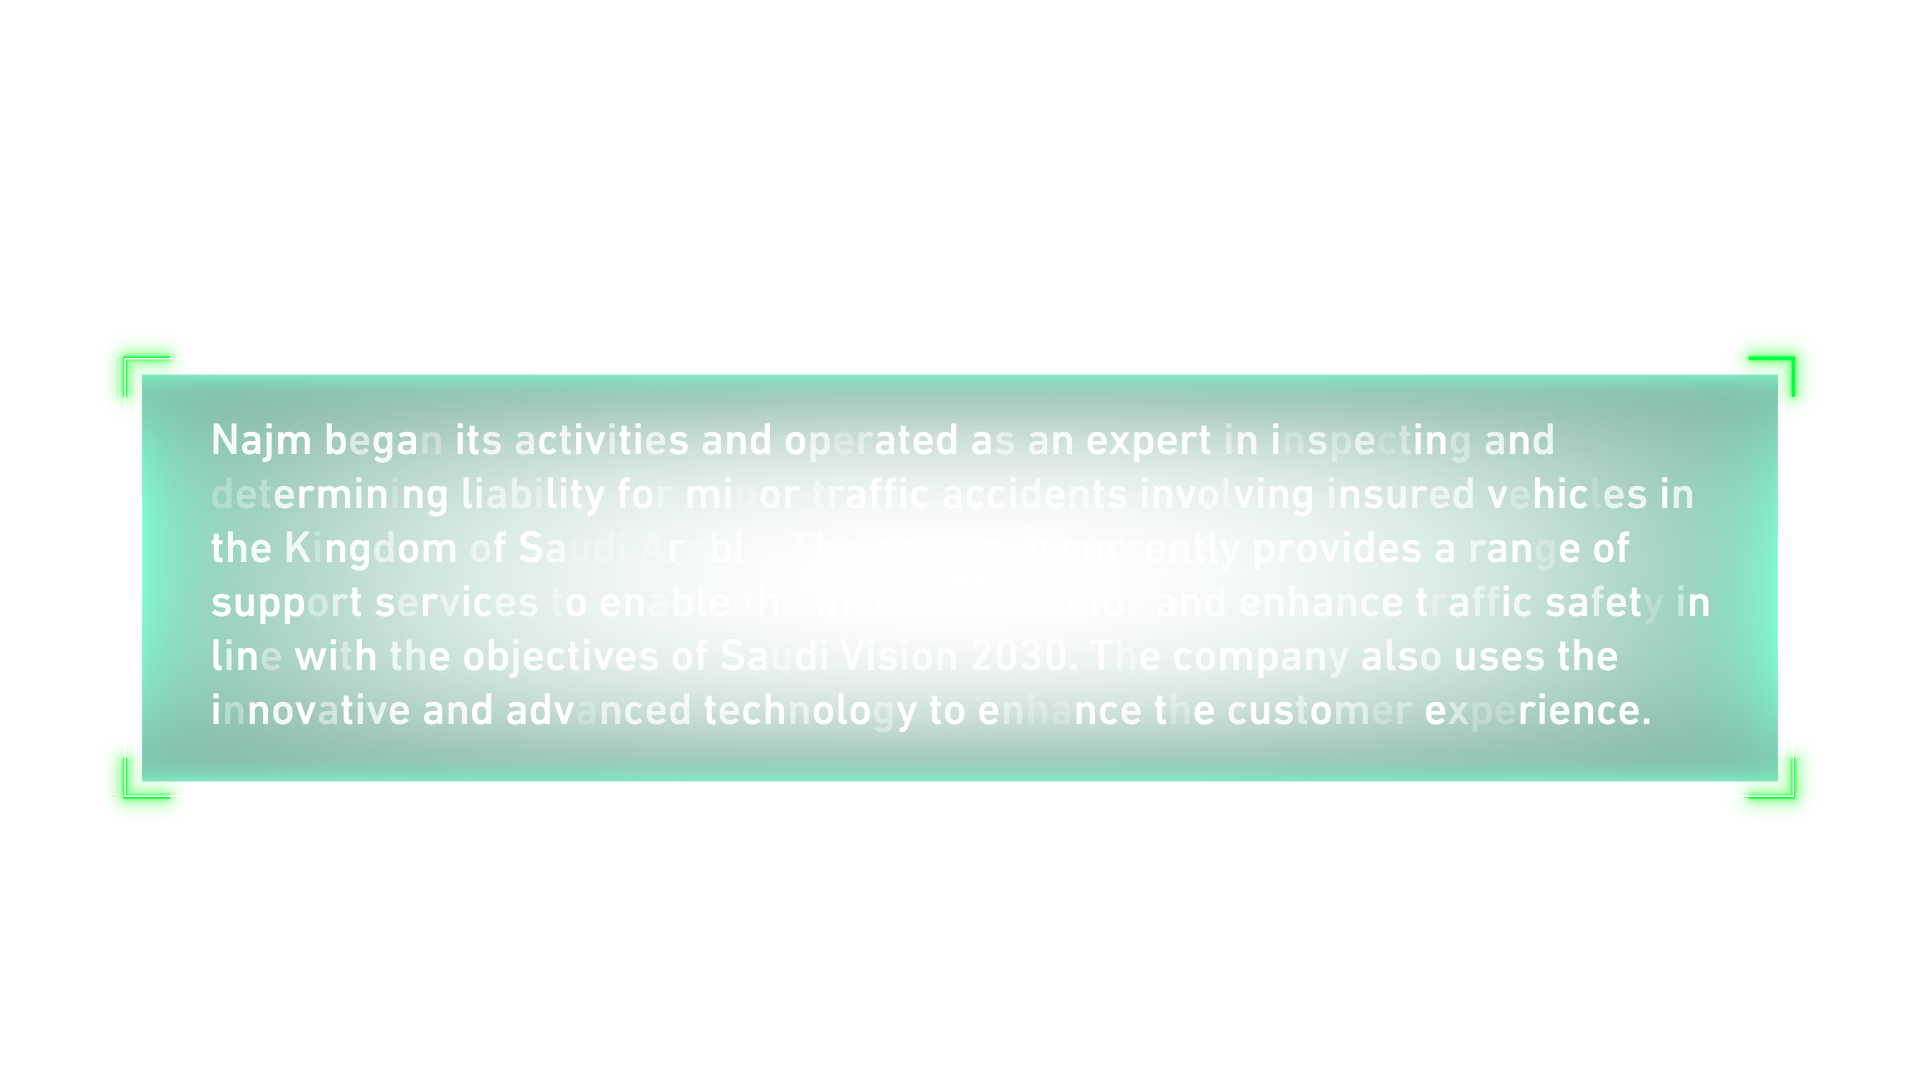 Najm began its activities and operated as an expert in inspecting and
determining liability for minor traffic accidents involving insured vehicles in
the Kingdom of Saudi Arabia. The company currently provides a range of
support services to enable the insurance sector and enhance traffic safety in
line with the objectives of Saudi Vision 2030. The company also uses the
innovative and advanced technology to enhance the customer experience.